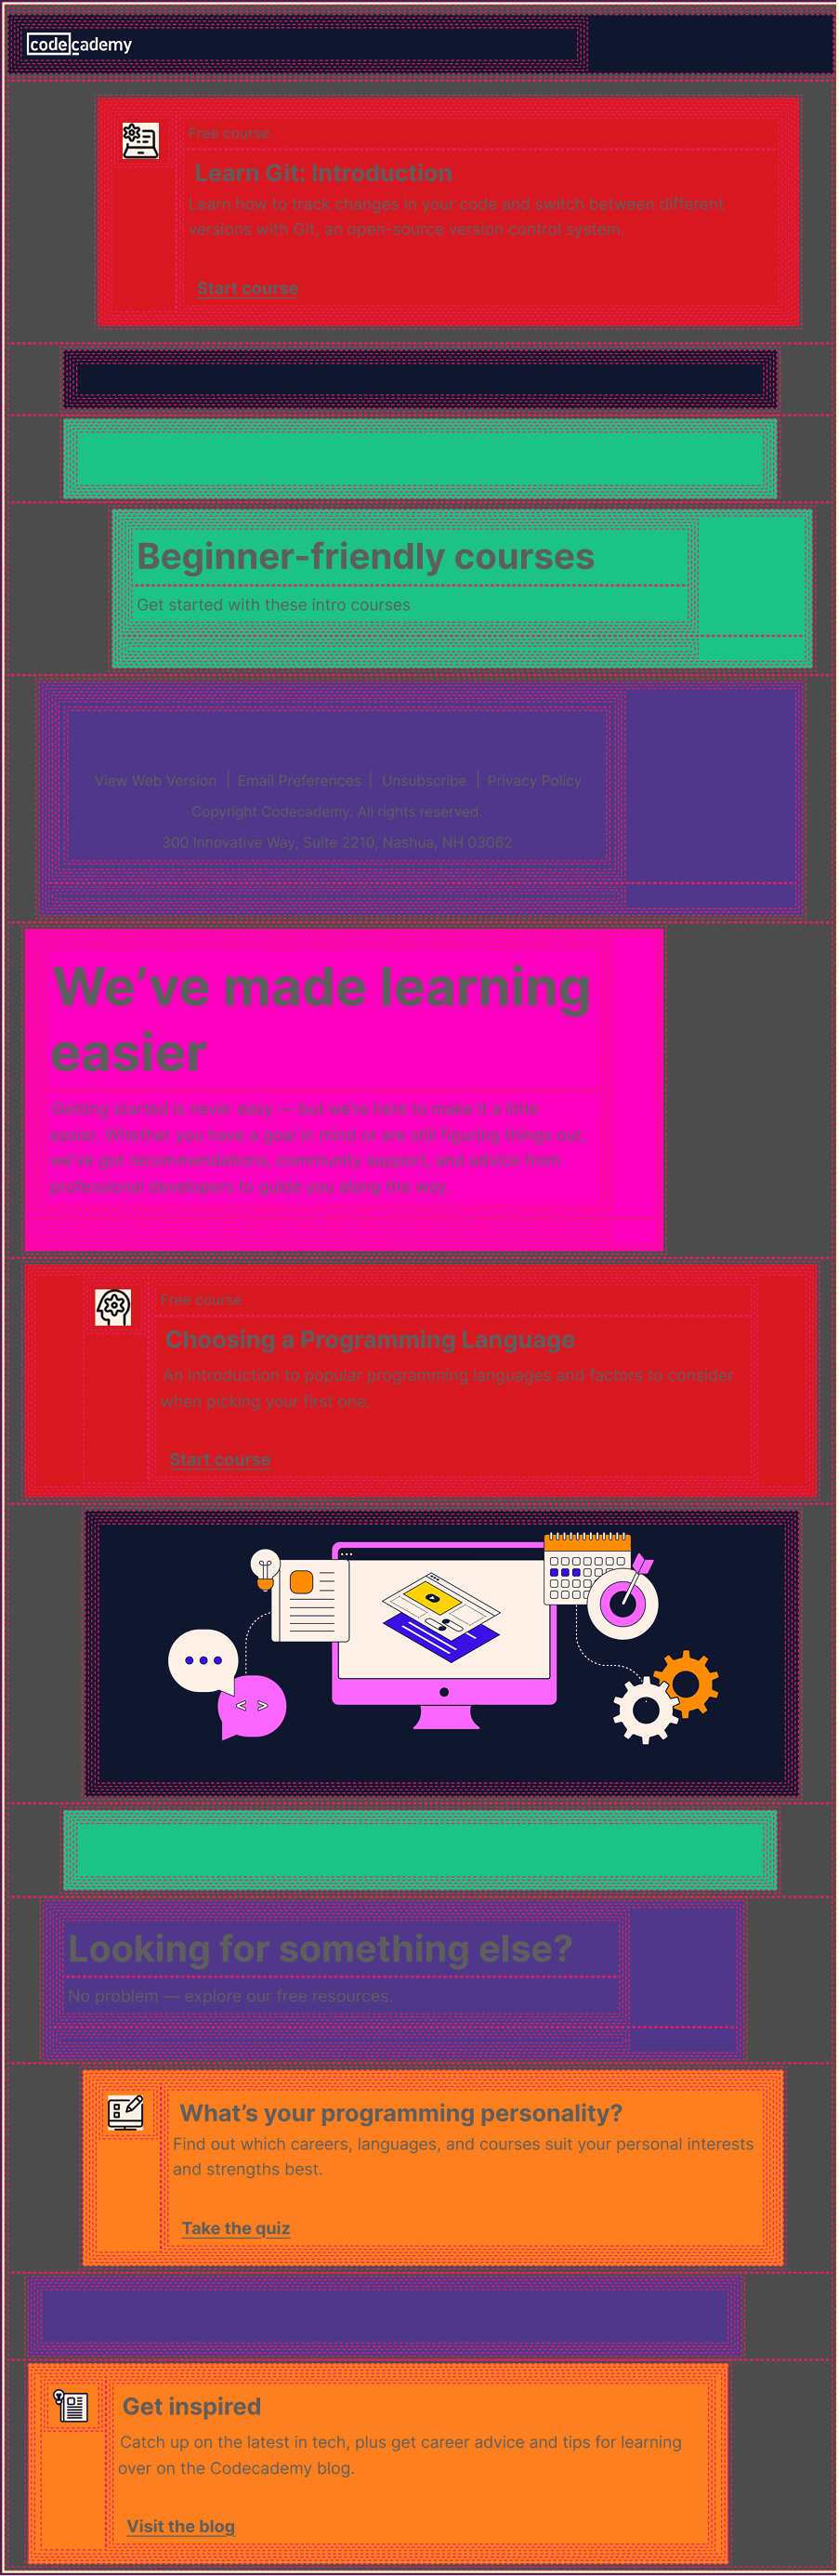 codecademy
Free course
Learn Git: Introduction
Learn how to track changes in your code and switch between different
versions with Git, an open-source version control system.
Start course
Beginner-friendly courses
Get started with these intro courses
View Web Version | Email Preferences | Unsubscribe | Privacy Policy
Copyright Codecademy. All rights reserved.
300 Innovative Way, Suite 2210, Nashua, NH 03062
We’ve made learning
easier
Getting started is never easy — but we’re here to make it a little
easier. Whether you have a goal in mind or are still figuring things out,
we’ve got recommendations, community support, and advice from
professional developers to guide you along the way.
Free course
Choosing a Programming Language
An introduction to popular programming languages and factors to consider
when picking your first one.
Start course
< >
Looking for something else?
No problem — explore our free resources.
What’s your programming personality?
Find out which careers, languages, and courses suit your personal interests
and strengths best.
Take the quiz
Get inspired
Catch up on the latest in tech, plus get career advice and tips for learning
over on the Codecademy blog.
Visit the blog